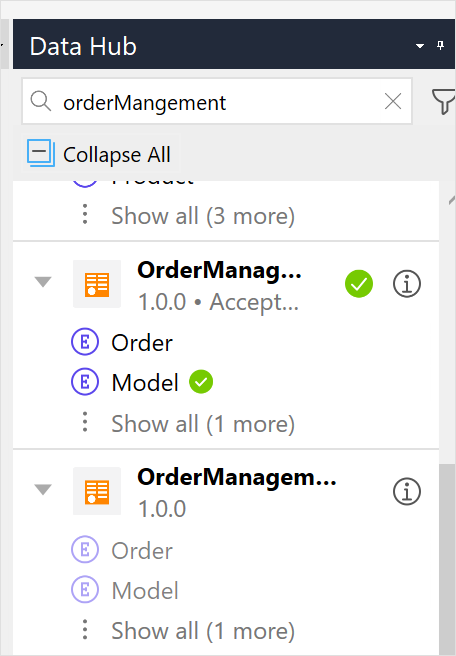 Data Hub
orderMangement
Collapse All
Product
Show all (3 more)
OrderManag...
1.0.0 • Accept...
E Order
E Model
Show all (1 more)
OrderManagem...
1.0.0
E Order
E Model
Show all (1 more)